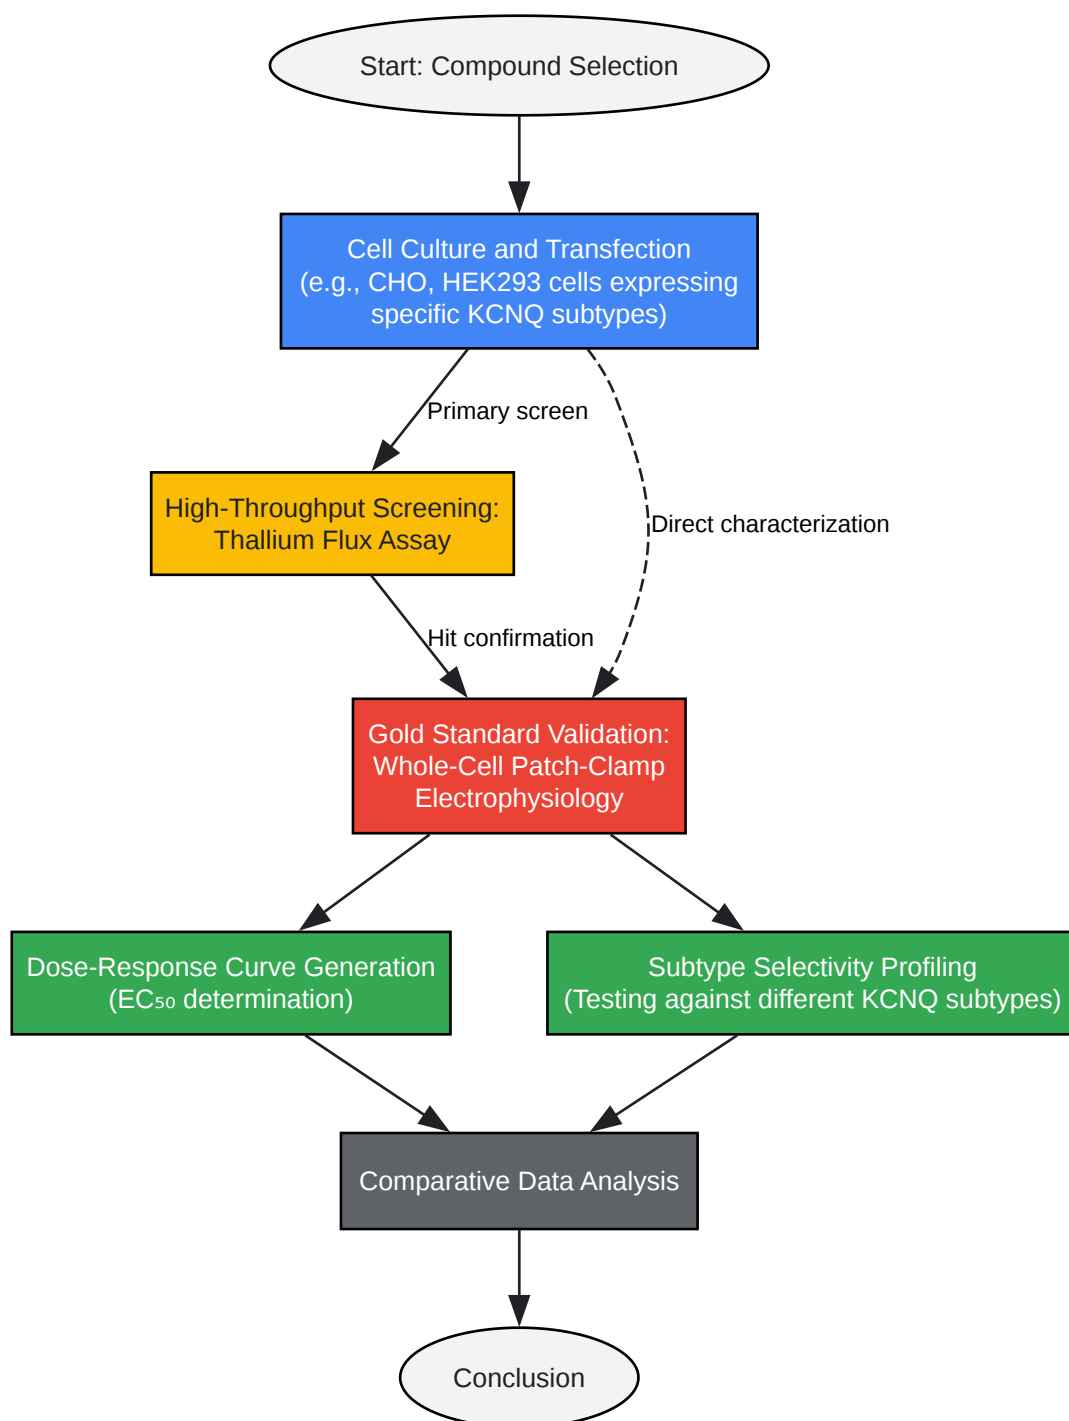 Start: Compound Selection
Cell Culture and Transfection
(e.g., CHO, HEK293 cells expressing
specific KCNQ subtypes)
Primary screen
High-Throughput Screening:
Thallium Flux Assay
Direct characterization
Hit confirmation
Gold Standard Validation:
Whole-Cell Patch-Clamp
Electrophysiology
Dose-Response Curve Generation
(EC₅₀ determination)
Subtype Selectivity Profiling
(Testing against different KCNQ subtypes)
Comparative Data Analysis
Conclusion